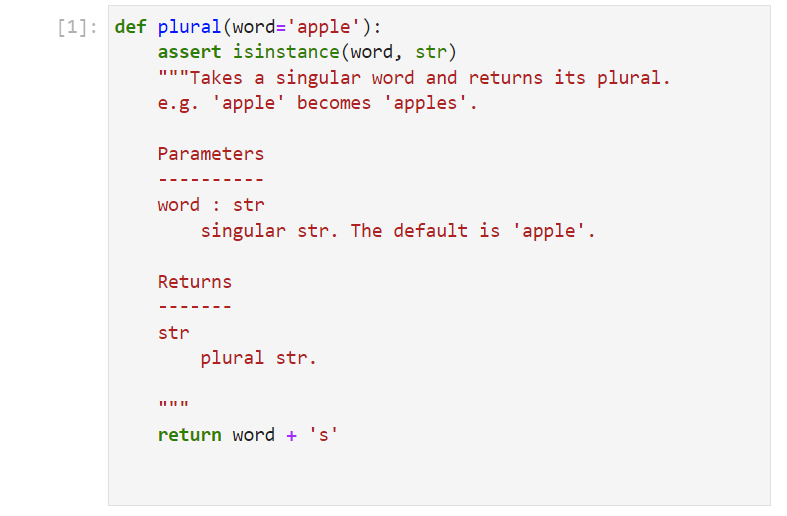 [1]: def plural(word='apple'):
    assert isinstance(word, str)
    """Takes a singular word and returns its plural.
    e.g. 'apple' becomes 'apples'.

    Parameters
    ----------
    word : str
        singular str. The default is 'apple'.

    Returns
    -------
    str
        plural str.

    """
    return word + 's'